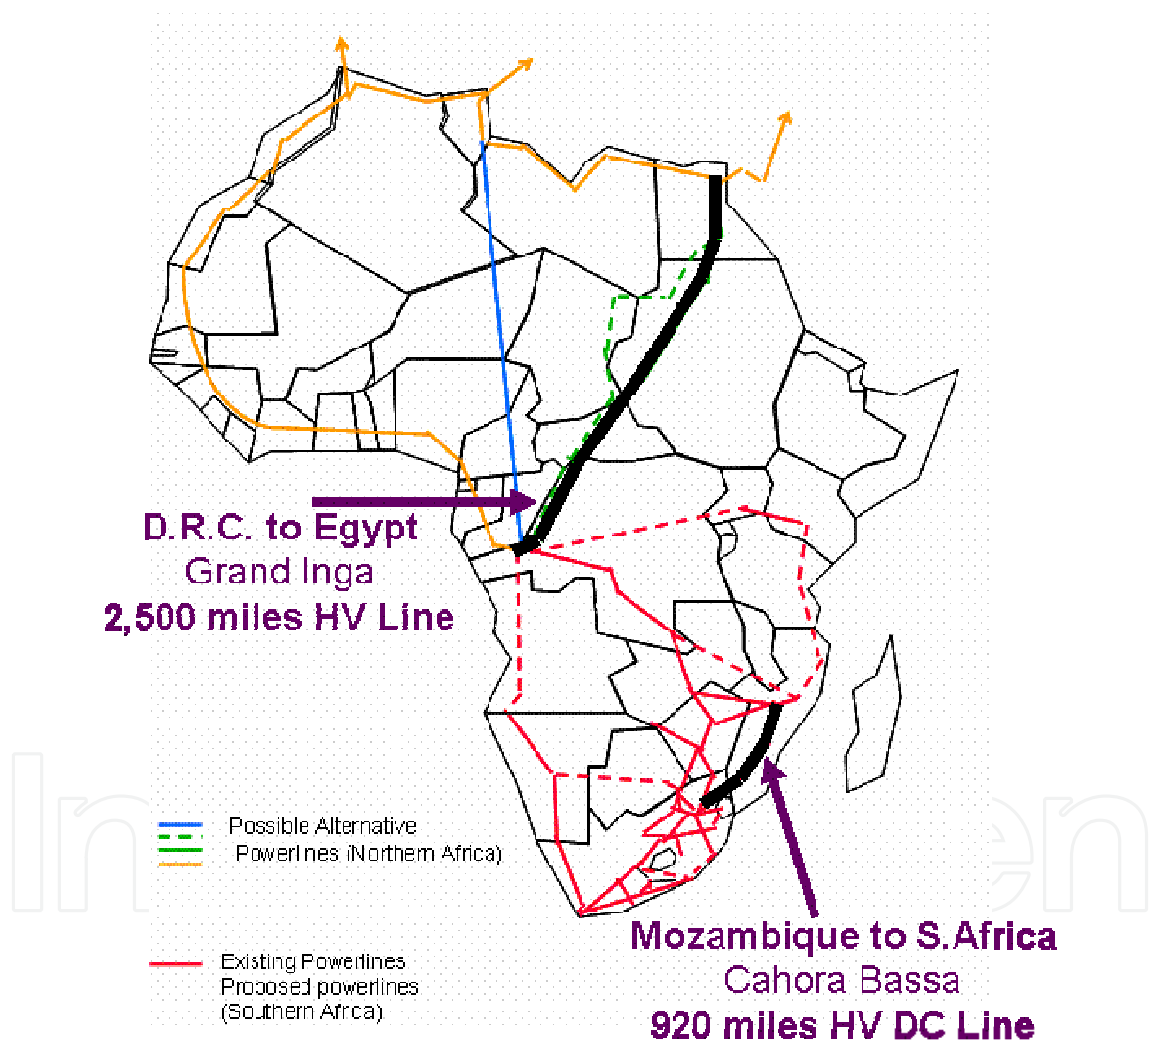 D.R.C. to Egypt
Grand Inga
2,500 miles HV Line
Possible Alternative
Powerlines (Northern Africa)
Existing Powerlines
Proposed powerlines
(Southern Africa)
Mozambique to S.Africa
Cahora Bassa
920 miles HV DC Line